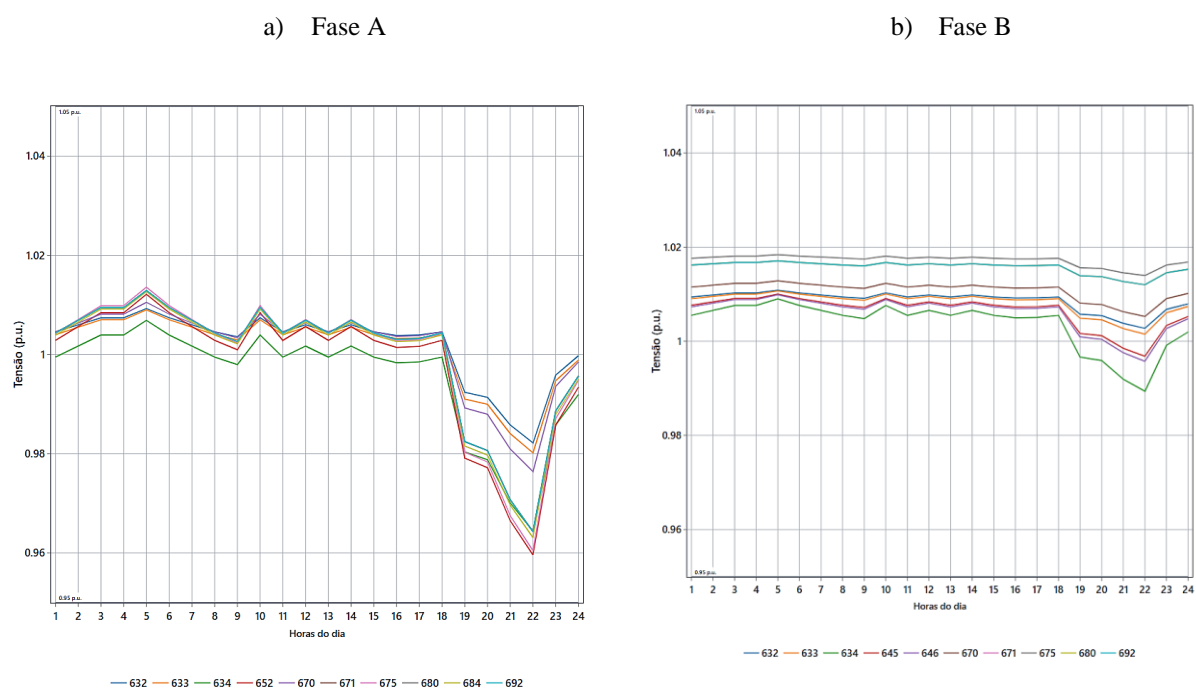 a) Fase A
b) Fase B
1.05 p.u.
1.04
1.02
1
0.98
0.96
0.95 p.u.
Tensão (p.u.)
1 2 3 4 5 6 7 8 9 10 11 12 13 14 15 16 17 18 19 20 21 22 23 24
Horas do dia
632 633 634 652 670 671 675 680 684 692
1.05 p.u.
1.04
1.02
1
0.98
0.96
0.95 p.u.
Tensão (p.u.)
1 2 3 4 5 6 7 8 9 10 11 12 13 14 15 16 17 18 19 20 21 22 23 24
Horas do dia
632 633 634 645 646 670 671 675 680 692